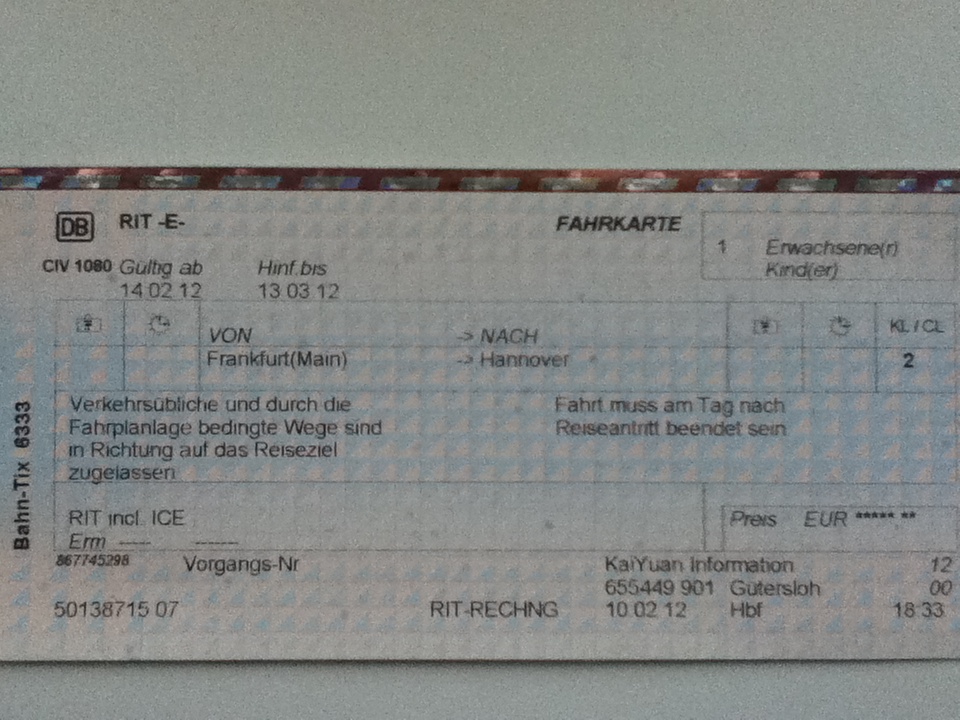 DB RIT -E- FAHRKARTE
1 Erwachsene(r)
Kind(er)
CIV 1080 Gültig ab Hinf.bis
14 02 12 13 03 12
VON -> NACH KL / CL
Frankfurt(Main) -> Hannover 2
Verkehrsübliche und durch die
Fahrplanlage bedingte Wege sind
in Richtung auf das Reiseziel
zugelassen
Fahrt muss am Tag nach
Reiseantritt beendet sein
RIT incl. ICE
Erm ---- -----
Preis EUR ***** **
867745298 Vorgangs-Nr KaiYuan Information 12
655449 901 Gütersloh 00
50138715 07 RIT-RECHNG 10 02 12 Hbf 18:33
Bahn-Tix 6333